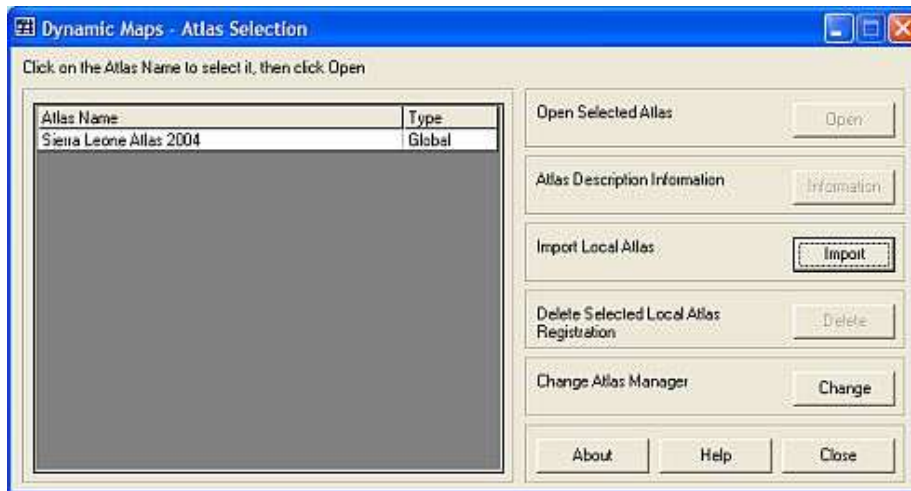 Dynamic Maps - Atlas Selection
Click on the Atlas Name to select it, then click Open
Atlas Name Type
Sierra Leone Atlas 2004 Global
Open Selected Atlas Open
Atlas Description Information Information
Import Local Atlas Import
Delete Selected Local Atlas
Registration
Delete
Change Atlas Manager Change
About Help Close